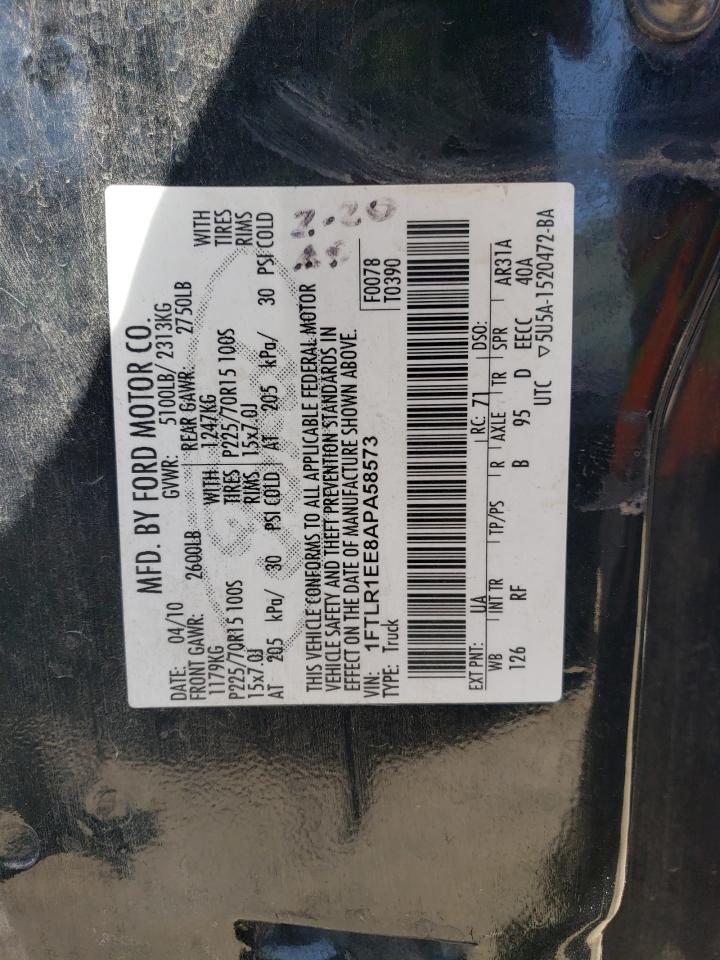 MFD. BY FORD MOTOR CO.
DATE: 04/10 GVWR: 5100LB/ 2313KG
FRONT GAWR: 2600LB REAR GAWR: 2750LB
1179KG WITH 1247KG WITH
P225/70R15 100S TIRES P225/70R15 100S TIRES
15x7.0J RIMS 15x7.0J RIMS
AT 205 kPa/ 30 PSI COLD AT 205 kPa/ 30 PSI COLD
THIS VEHICLE CONFORMS TO ALL APPLICABLE FEDERAL MOTOR
VEHICLE SAFETY AND THEFT PREVENTION STANDARDS IN
EFFECT ON THE DATE OF MANUFACTURE SHOWN ABOVE.
VIN: 1FTLR1EE8APA58573 F0078
TYPE: Truck T0390
EXT PNT: UA RC: 71 DSO:
WB INT TR TP/PS R AXLE TR SPR AR31A
126 RF B 95 D EECC 40A
UTC ▽5U5A-1520472-BA